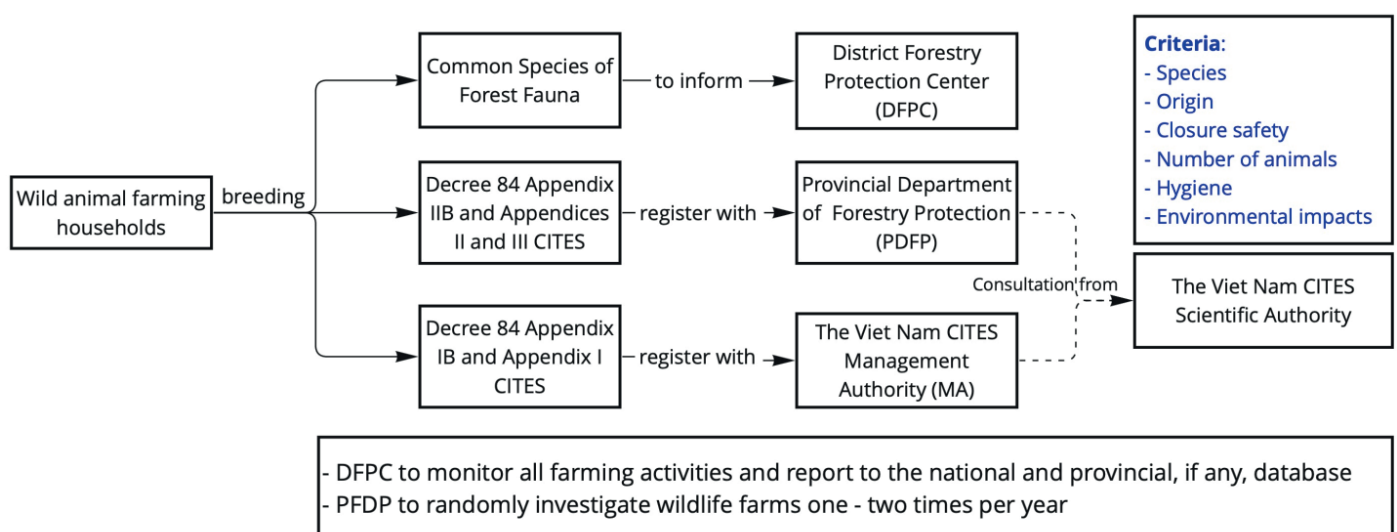 Common Species of
Forest Fauna
to inform
District Forestry
Protection Center
(DFPC)
Criteria:
- Species
- Origin
- Closure safety
- Number of animals
- Hygiene
- Environmental impacts
Wild animal farming
households
breeding
Decree 84 Appendix
IIB and Appendices
II and III CITES
register with
Provincial Department
of Forestry Protection
(PDFP)
Consultation from
The Viet Nam CITES
Scientific Authority
Decree 84 Appendix
IB and Appendix I
CITES
register with
The Viet Nam CITES
Management
Authority (MA)
- DFPC to monitor all farming activities and report to the national and provincial, if any, database
- PFDP to randomly investigate wildlife farms one - two times per year